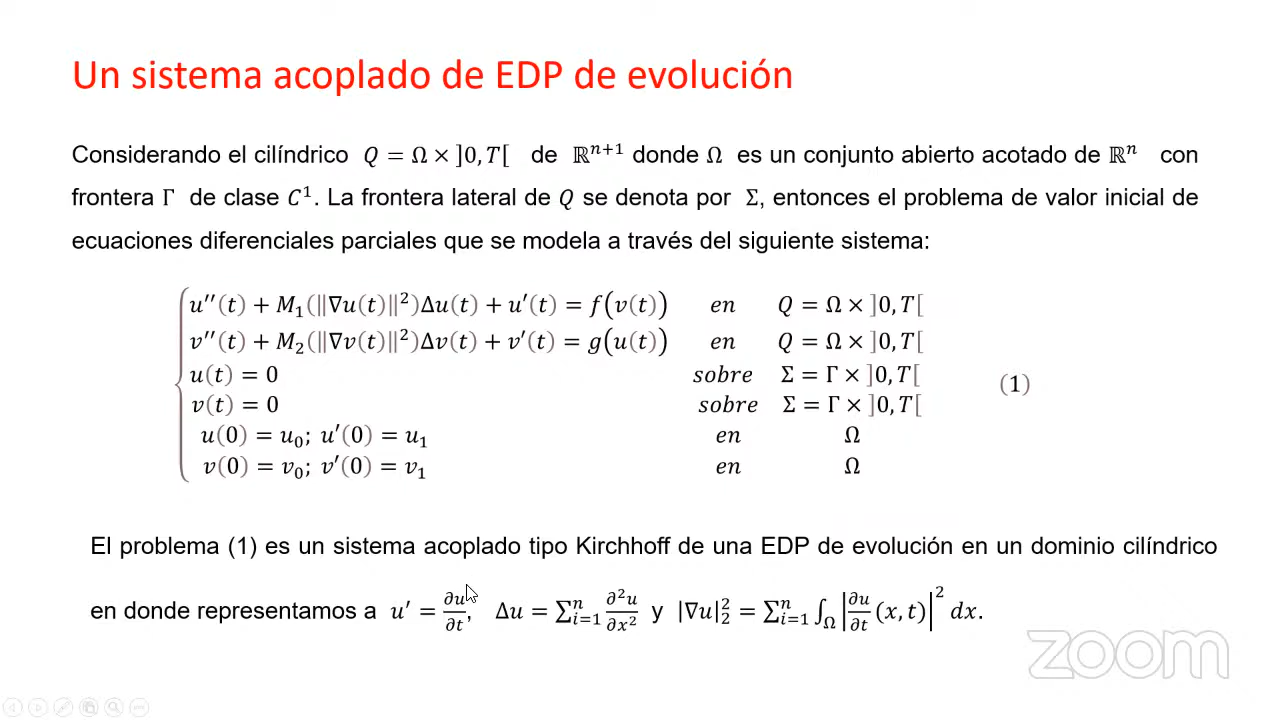 Un sistema acoplado de EDP de evolución
Considerando el cilíndrico Q = Ω × ]0, T[ de ℝⁿ⁺¹ donde Ω es un conjunto abierto acotado de ℝⁿ con
frontera Γ de clase C¹. La frontera lateral de Q se denota por Σ, entonces el problema de valor inicial de
ecuaciones diferenciales parciales que se modela a través del siguiente sistema:
u′′(t) + M₁(‖∇u(t)‖²)Δu(t) + u′(t) = f(v(t)) en Q = Ω × ]0, T[
v′′(t) + M₂(‖∇v(t)‖²)Δv(t) + v′(t) = g(u(t)) en Q = Ω × ]0, T[
u(t) = 0 sobre Σ = Γ × ]0, T[
(1)
v(t) = 0 sobre Σ = Γ × ]0, T[
u(0) = u₀; u′(0) = u₁ en Ω
v(0) = v₀; v′(0) = v₁ en Ω
El problema (1) es un sistema acoplado tipo Kirchhoff de una EDP de evolución en un dominio cilíndrico
en donde representamos a u′ = ∂u/∂t, Δu = ∑ⁿᵢ₌₁ ∂²u/∂x² y |∇u|₂² = ∑ⁿᵢ₌₁ ∫_Ω |∂u/∂t (x, t)|² dx.
zoom